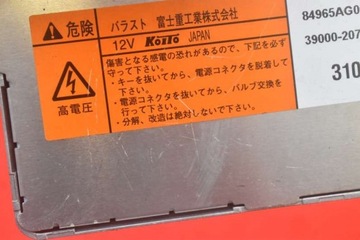 危険
バラスト 富士重工業株式会社
12V KOITO JAPAN
傷害となる感電の恐れがあるので、下記を必ず
守って下さい。
・キーを抜いてから、電源コネクタを脱着して
下さい。
・電源コネクタを抜いてから、バルブ交換を
行って下さい。
・分解、改造は絶対しないで下さい。
高電圧
84965AG0
39000-207
310